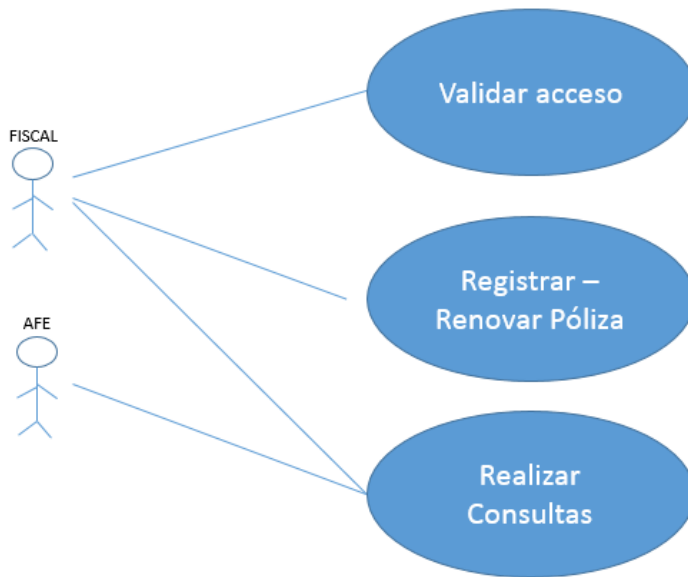 Validar acceso
FISCAL
Registrar –
Renovar Póliza
AFE
Realizar
Consultas